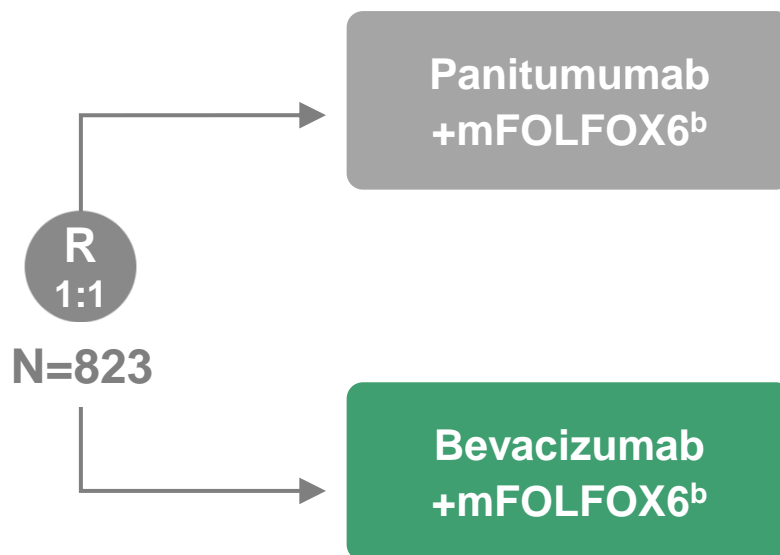 Panitumumab
+mFOLFOX6ᵇ
R
1:1
N=823
Bevacizumab
+mFOLFOX6ᵇ